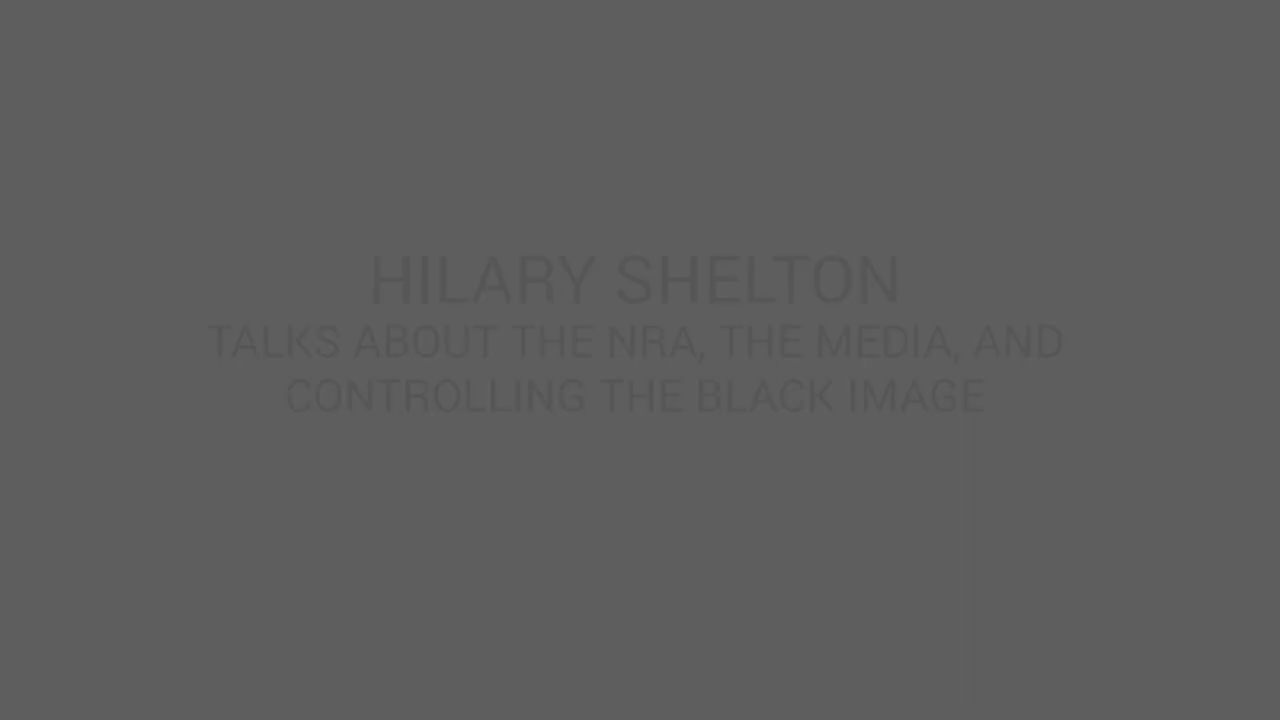 HILARY SHELTON
TALKS ABOUT THE NRA, THE MEDIA, AND
CONTROLLING THE BLACK IMAGE